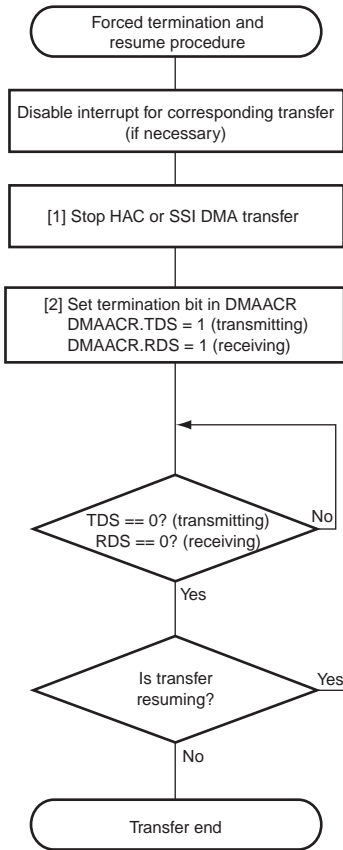 Forced termination and
resume procedure
Disable interrupt for corresponding transfer
(if necessary)
[1] Stop HAC or SSI DMA transfer
[2] Set termination bit in DMAACR
DMAACR.TDS = 1 (transmitting)
DMAACR.RDS = 1 (receiving)
TDS == 0? (transmitting)
RDS == 0? (receiving)
No
Yes
Is transfer
resuming?
Yes
No
Transfer end